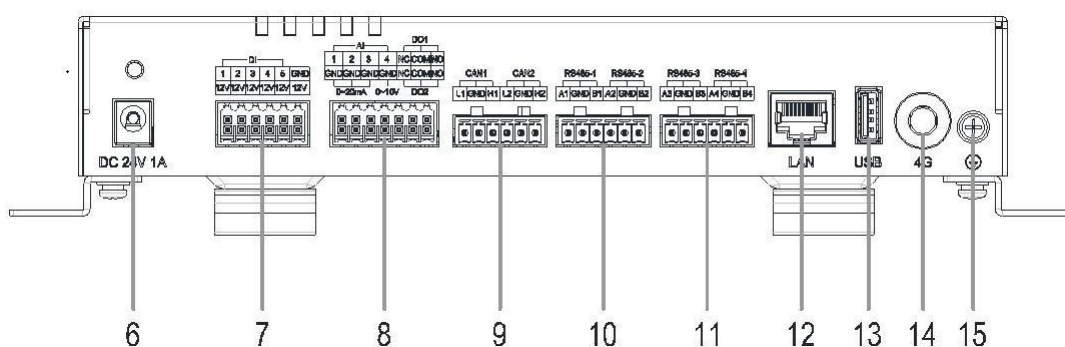 DI
1 2 3 4 5 GND
12V 12V 12V 12V 12V 12V
AI DO1
1 2 3 4 NC COM NO
GND GND GND GND NC COM NO
0~20mA 0~10V DO2
CAN1 CAN2
L1 GND H1 L2 GND H2
RS485-1 RS485-2
A1 GND B1 A2 GND B2
RS485-3 RS485-4
A3 GND B3 A4 GND B4
DC 24V 1A
LAN
USB
4G
6 7 8 9 10 11 12 13 14 15